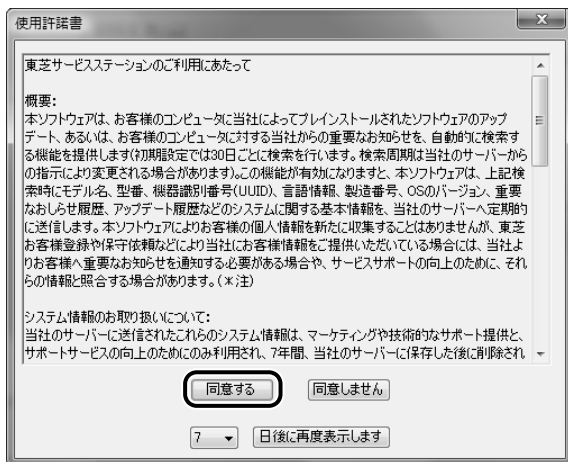 使用許諾書
東芝サービスステーションのご利用にあたって
概要:
本ソフトウェアは、お客様のコンピュータに当社によってプレインストールされたソフトウェアのアップ
デート、あるいは、お客様のコンピュータに対する当社からの重要なお知らせを、自動的に検索す
る機能を提供します(初期設定では30日ごとに検索を行います。検索周期は当社のサーバーから
の指示により変更される場合があります)。この機能が有効になりますと、本ソフトウェアは、上記検
索時にモデル名、型番、機器識別番号(UUID)、言語情報、製造番号、OSのバージョン、重要
なおしらせ履歴、アップデート履歴などのシステムに関する基本情報を、当社のサーバーへ定期的
に送信します。本ソフトウェアによりお客様の個人情報を新たに収集することはありませんが、東芝
お客様登録や保守依頼などにより当社にお客様情報をご提供いただいている場合には、当社よ
りお客様へ重要なお知らせを通知する必要がある場合や、サービスサポートの向上のために、それ
らの情報と照合する場合があります。(＊注)
システム情報のお取り扱いについて:
当社のサーバーに送信されたこれらのシステム情報は、マーケティングや技術的なサポート提供と、
サポートサービスの向上のためにのみ利用され、7年間、当社のサーバーに保存した後に削除され
同意する
同意しません
7
日後に再度表示します